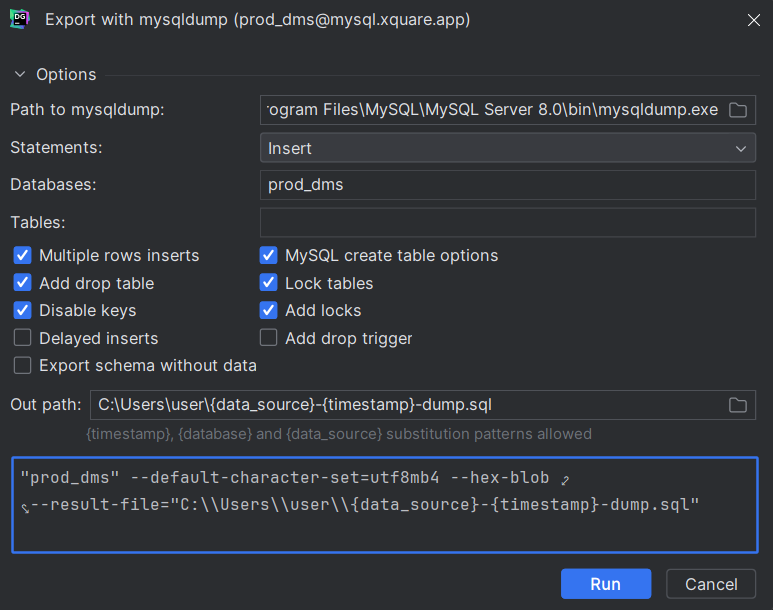 DG
Export with mysqldump (prod_dms@mysql.xquare.app)
Options
Path to mysqldump: ogram Files\MySQL\MySQL Server 8.0\bin\mysqldump.exe
Statements: Insert
Databases: prod_dms
Tables:
Multiple rows inserts MySQL create table options
Add drop table Lock tables
Disable keys Add locks
Delayed inserts Add drop trigger
Export schema without data
Out path: C:\Users\user\{data_source}-{timestamp}-dump.sql
{timestamp}, {database} and {data_source} substitution patterns allowed
"prod_dms" --default-character-set=utf8mb4 --hex-blob
--result-file="C:\\Users\\user\\{data_source}-{timestamp}-dump.sql"
Run Cancel